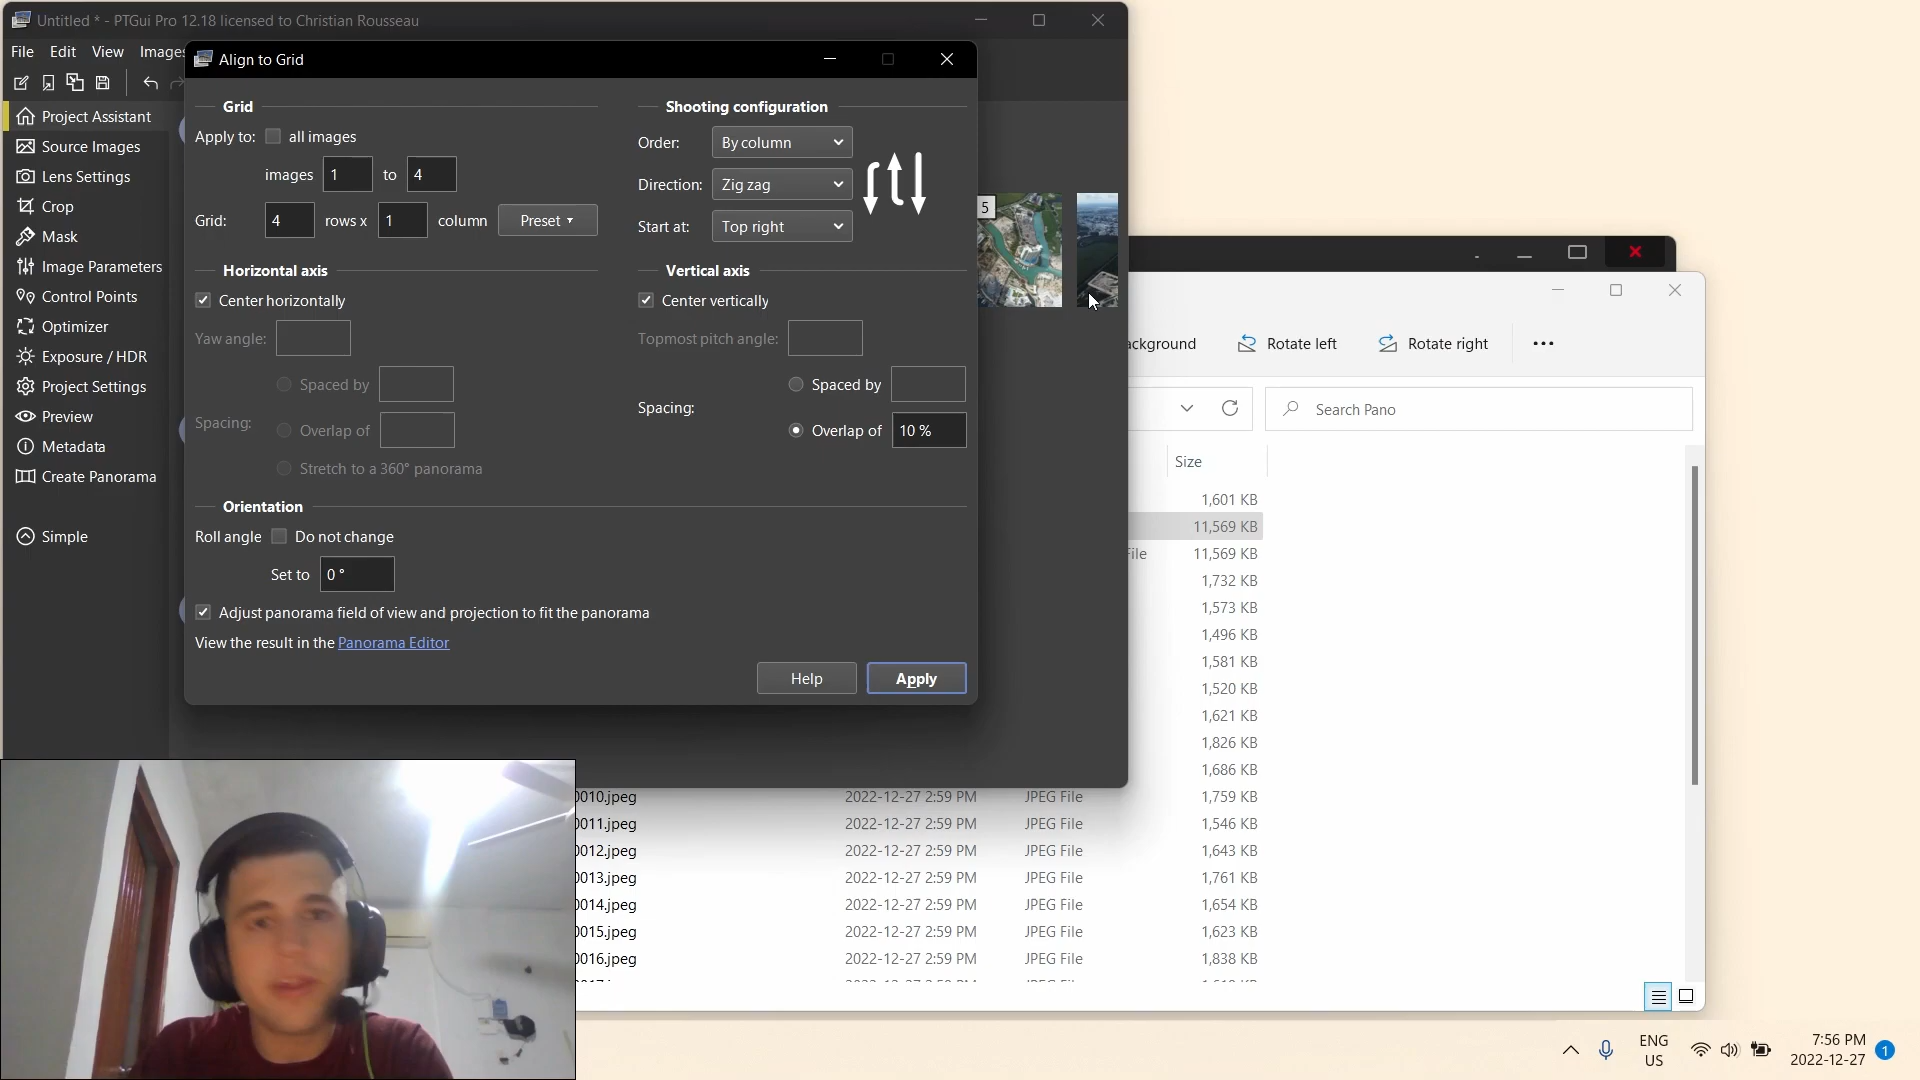 Untitled * - PTGui Pro 12.18 licensed to Christian Rousseau
File Edit View Images
Align to Grid
Project Assistant
Source Images
Lens Settings
Crop
Mask
Image Parameters
Control Points
Optimizer
Exposure / HDR
Project Settings
Preview
Metadata
Create Panorama
Simple
Grid
Apply to: all images
images 1 to 4
Grid: 4 rows x 1 column Preset
Shooting configuration
Order: By column
Direction: Zig zag
Start at: Top right
Horizontal axis
Center horizontally
Yaw angle:
Spacing:
Spaced by
Overlap of
Stretch to a 360° panorama
Vertical axis
Center vertically
Topmost pitch angle:
Spacing:
Spaced by
Overlap of 10 %
Orientation
Roll angle Do not change
Set to 0 °
Adjust panorama field of view and projection to fit the panorama
View the result in the Panorama Editor
Help Apply
5
ackground Rotate left Rotate right
Search Pano
Size
1,601 KB
11,569 KB
File 11,569 KB
1,732 KB
1,573 KB
1,496 KB
1,581 KB
1,520 KB
1,621 KB
1,826 KB
1,686 KB
0010.jpeg 2022-12-27 2:59 PM JPEG File 1,759 KB
0011.jpeg 2022-12-27 2:59 PM JPEG File 1,546 KB
0012.jpeg 2022-12-27 2:59 PM JPEG File 1,643 KB
0013.jpeg 2022-12-27 2:59 PM JPEG File 1,761 KB
0014.jpeg 2022-12-27 2:59 PM JPEG File 1,654 KB
0015.jpeg 2022-12-27 2:59 PM JPEG File 1,623 KB
0016.jpeg 2022-12-27 2:59 PM JPEG File 1,838 KB
ENG
US
7:56 PM
2022-12-27
1